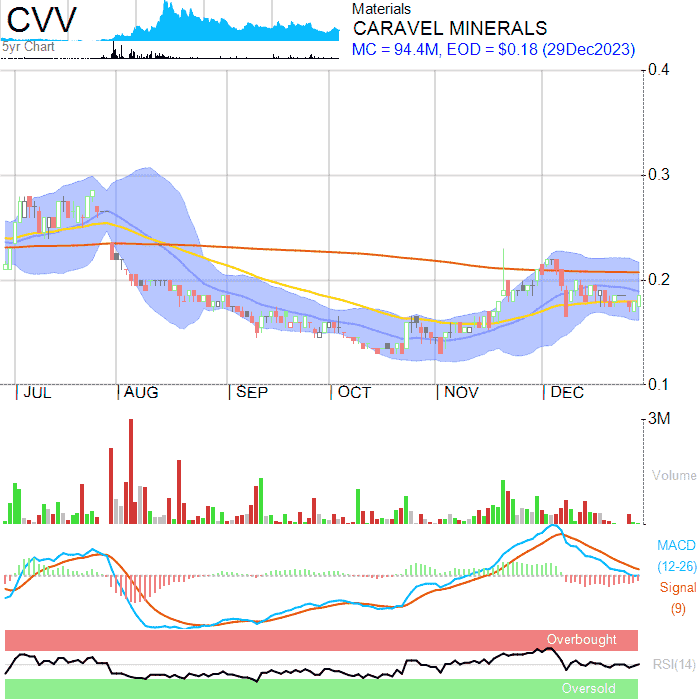 CVV
5yr Chart
Materials
CARAVEL MINERALS
MC = 94.4M, EOD = $0.18 (29Dec2023)
0.4
0.3
0.2
0.1
JUL AUG SEP OCT NOV DEC
3M
Volume
MACD
(12-26)
Signal
(9)
Overbought
RSI(14)
Oversold